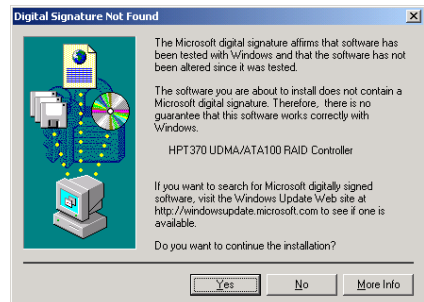 Digital Signature Not Found
The Microsoft digital signature affirms that software has
been tested with Windows and that the software has not
been altered since it was tested.
The software you are about to install does not contain a
Microsoft digital signature. Therefore, there is no
guarantee that this software works correctly with
Windows.
HPT370 UDMA/ATA100 RAID Controller
If you want to search for Microsoft digitally signed
software, visit the Windows Update Web site at
http://windowsupdate.microsoft.com to see if one is
available.
Do you want to continue the installation?
Yes No More Info